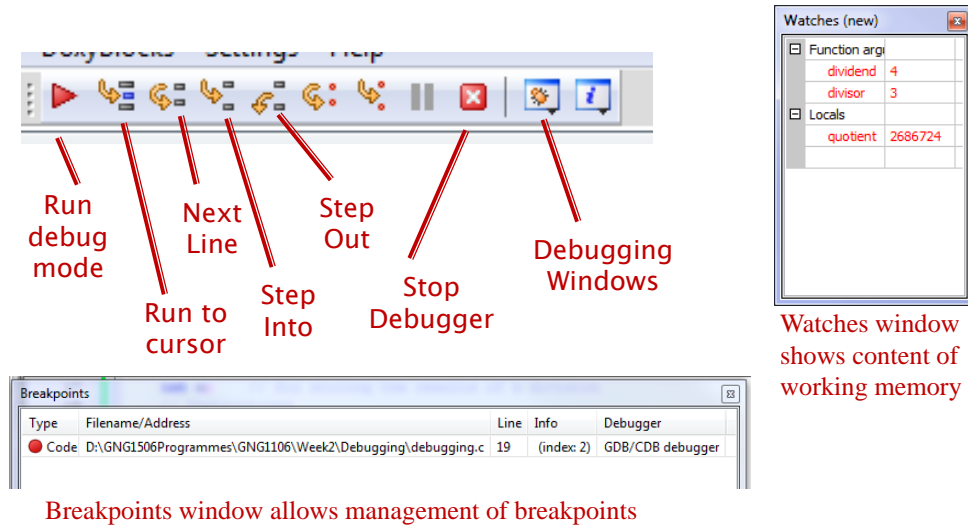 Watches (new)
Function arg
dividend 4
divisor 3
Locals
quotient 2686724
Run
debug
mode
Run to
cursor
Next
Line
Step
Into
Step
Out
Stop
Debugger
Debugging
Windows
Watches window
shows content of
working memory
Breakpoints
Type Filename/Address Line Info Debugger
Code D:\GNG1506Programmes\GNG1106\Week2\Debugging\debugging.c 19 (index: 2) GDB/CDB debugger
Breakpoints window allows management of breakpoints